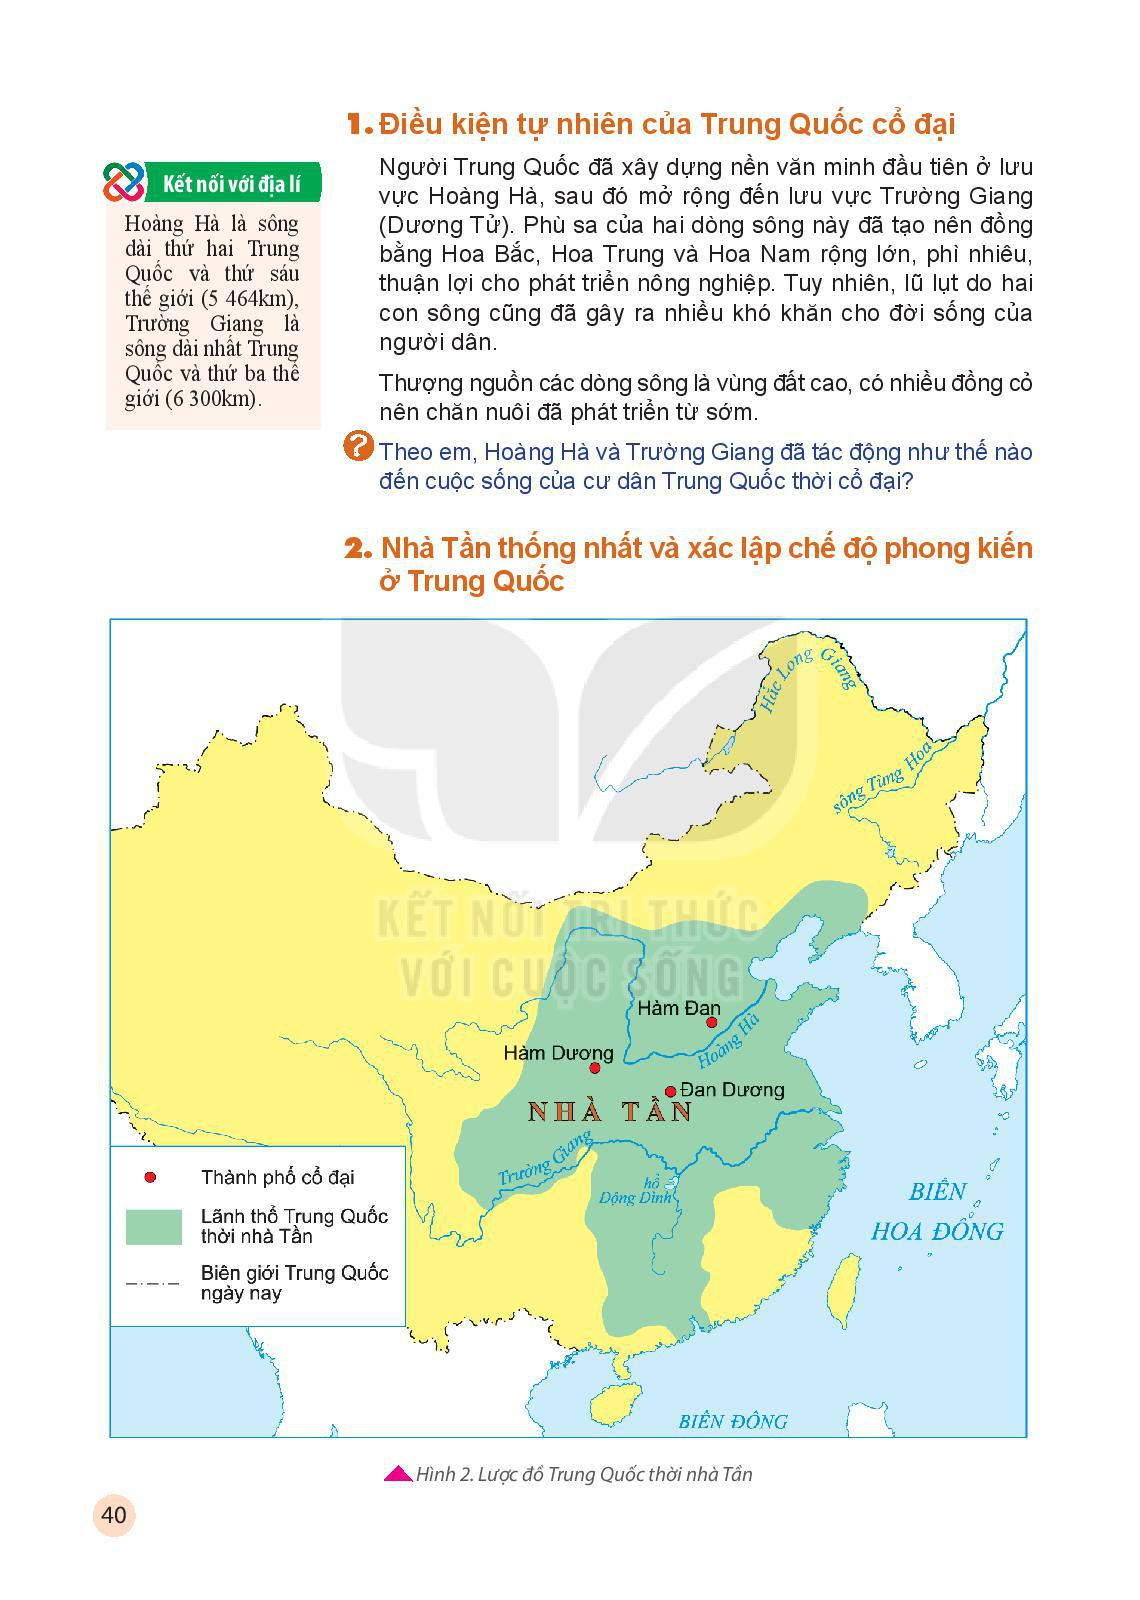 1. Điều kiện tự nhiên của Trung Quốc cổ đại
Người Trung Quốc đã xây dựng nền văn minh đầu tiên ở lưu
vực Hoàng Hà, sau đó mở rộng đến lưu vực Trường Giang
(Dương Tử). Phù sa của hai dòng sông này đã tạo nên đồng
bằng Hoa Bắc, Hoa Trung và Hoa Nam rộng lớn, phì nhiêu,
thuận lợi cho phát triển nông nghiệp. Tuy nhiên, lũ lụt do hai
con sông cũng đã gây ra nhiều khó khăn cho đời sống của
người dân.
Thượng nguồn các dòng sông là vùng đất cao, có nhiều đồng cỏ
nên chăn nuôi đã phát triển từ sớm.
? Theo em, Hoàng Hà và Trường Giang đã tác động như thế nào
đến cuộc sống của cư dân Trung Quốc thời cổ đại?
Kết nối với địa lí
Hoàng Hà là sông
dài thứ hai Trung
Quốc và thứ sáu
thế giới (5 464km),
Trường Giang là
sông dài nhất Trung
Quốc và thứ ba thế
giới (6 300km).
2. Nhà Tần thống nhất và xác lập chế độ phong kiến
ở Trung Quốc
Hắc Long Giang
sông Tùng Hoa
KẾT NỐI TRI THỨC
VỚI CUỘC SỐNG
Hàm Đan
Hoàng Hà
Hàm Dương
Đan Dương
NHÀ TẦN
Trường Giang
hồ
Động Đình
BIỂN
HOA ĐÔNG
Thành phố cổ đại
Lãnh thổ Trung Quốc
thời nhà Tần
Biên giới Trung Quốc
ngày nay
BIỂN ĐÔNG
Hình 2. Lược đồ Trung Quốc thời nhà Tần
40